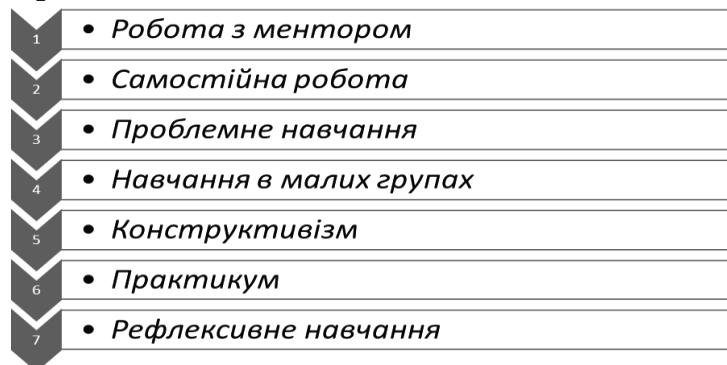 1 • Робота з ментором
2 • Самостійна робота
3 • Проблемне навчання
4 • Навчання в малих групах
5 • Конструктивізм
6 • Практикум
7 • Рефлексивне навчання